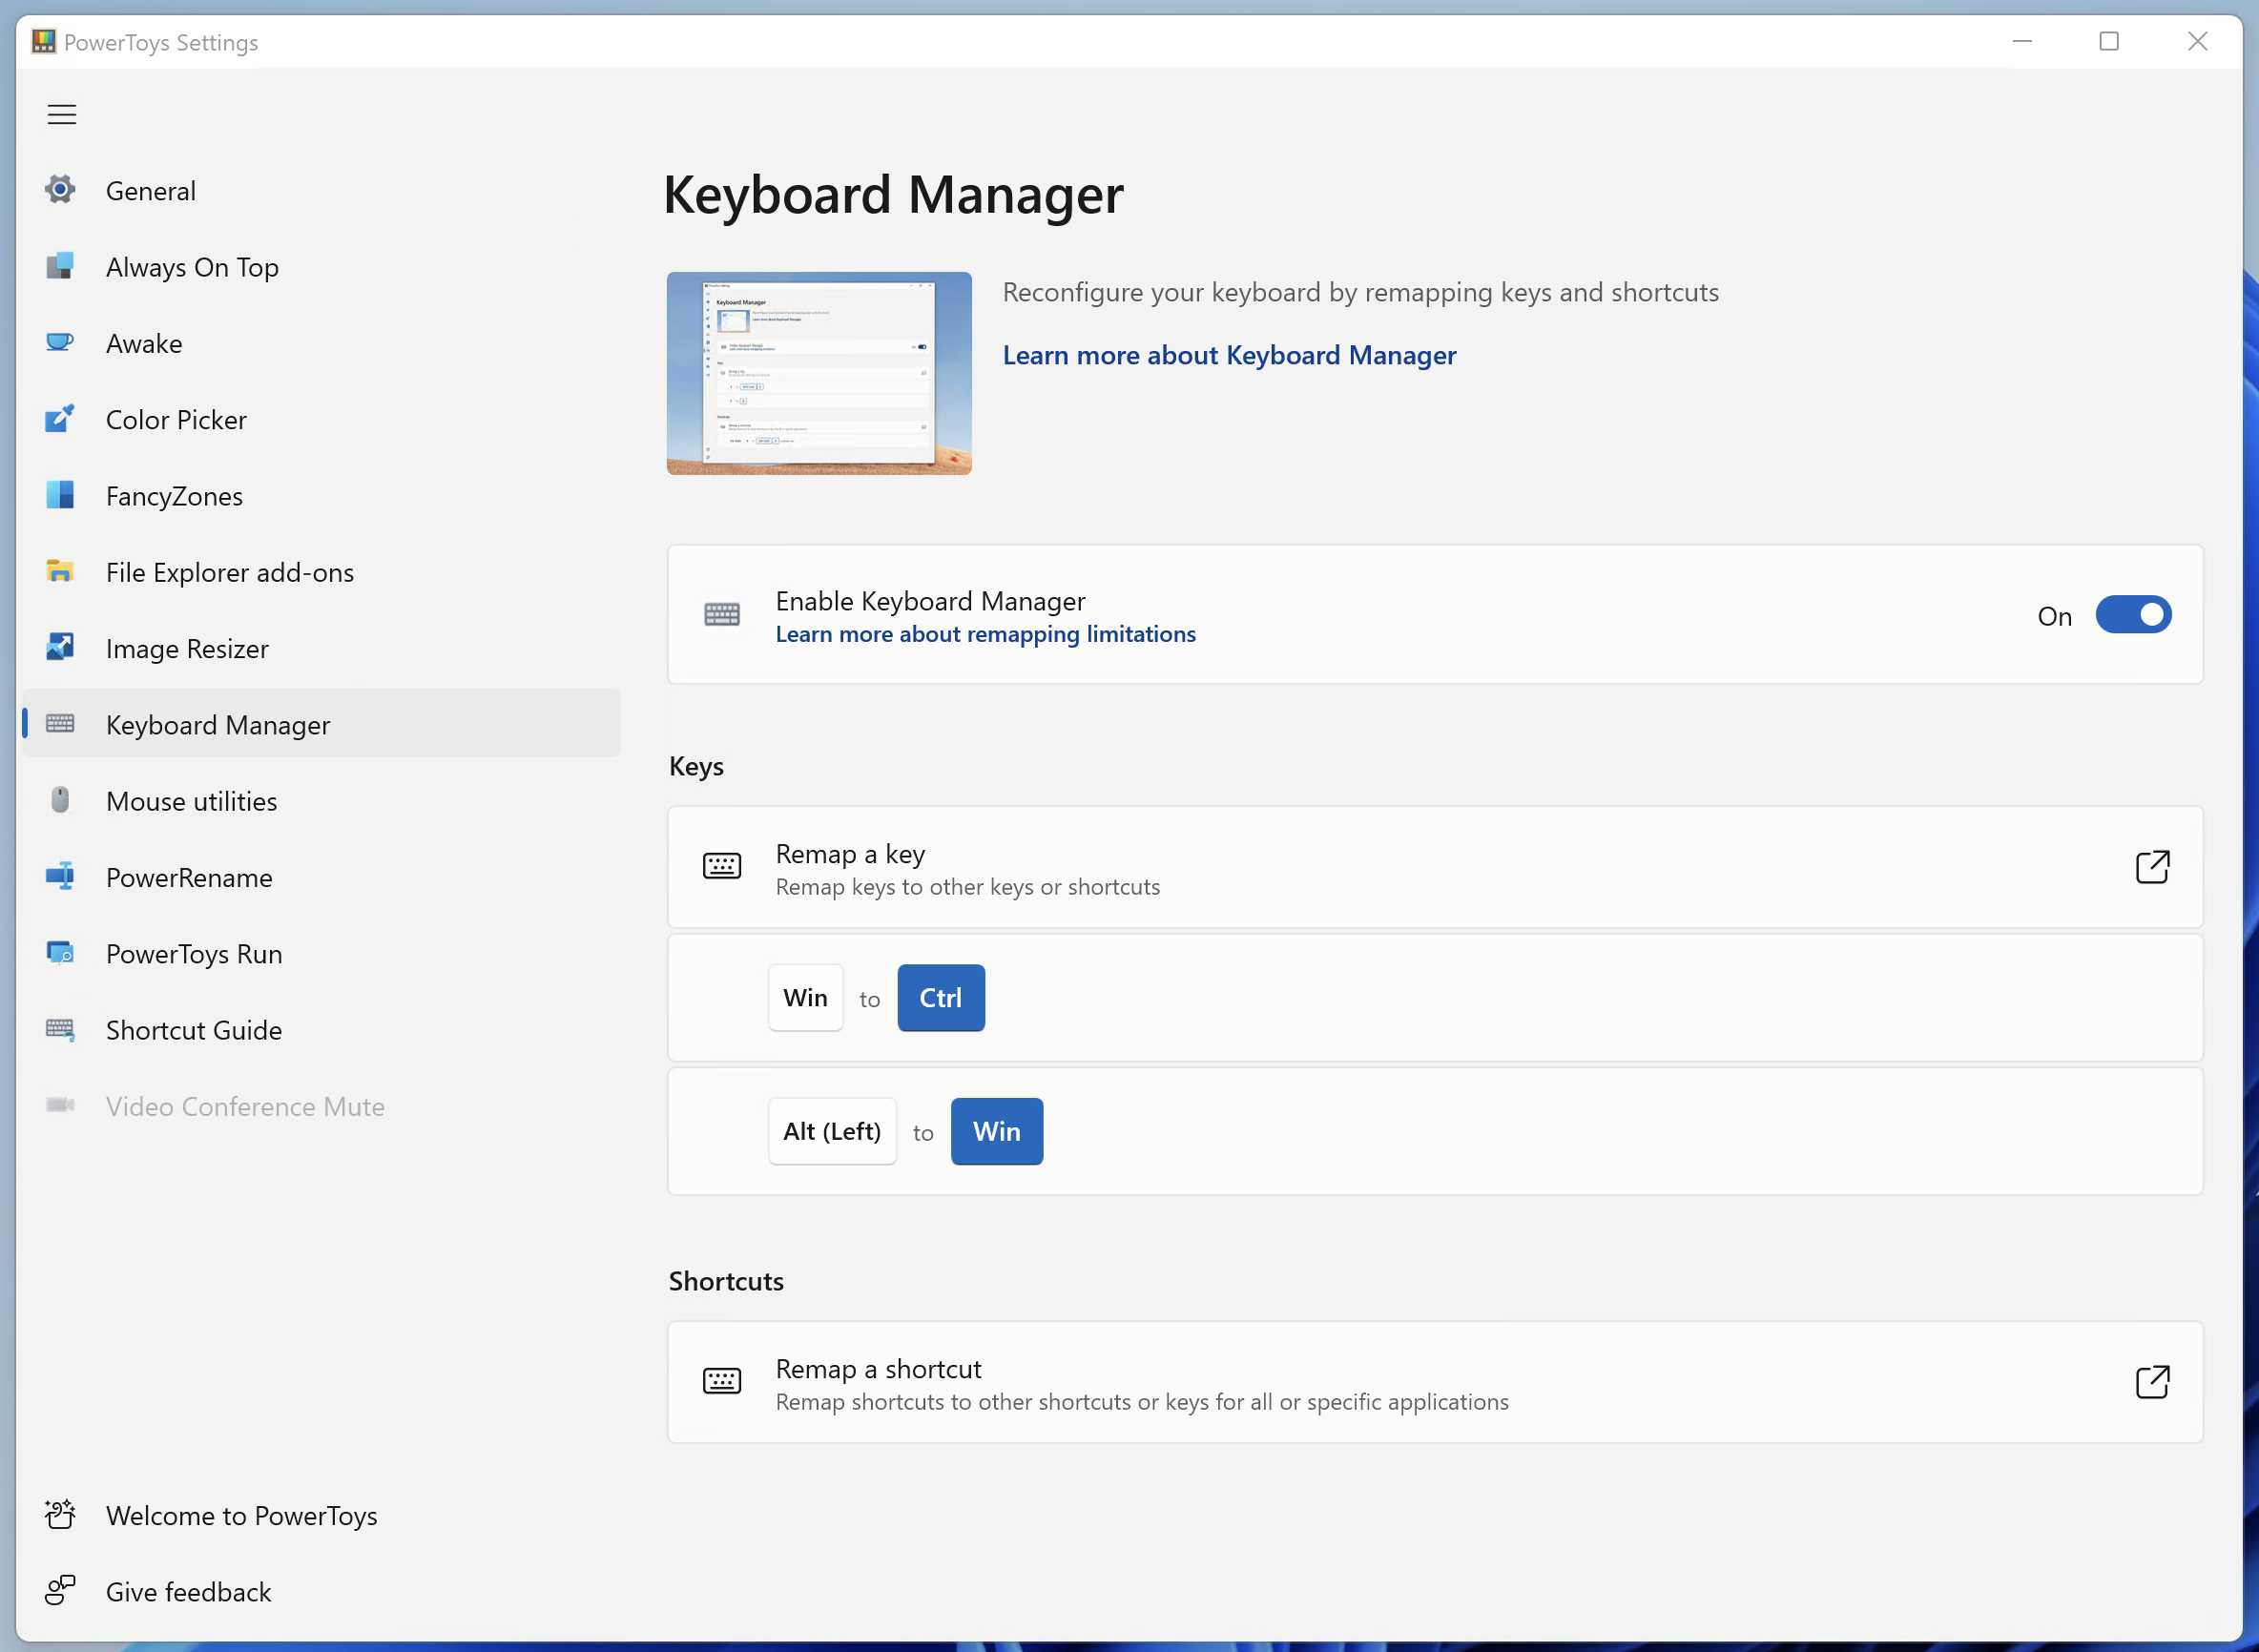 PowerToys Settings
General
Always On Top
Awake
Color Picker
FancyZones
File Explorer add-ons
Image Resizer
Keyboard Manager
Mouse utilities
PowerRename
PowerToys Run
Shortcut Guide
Video Conference Mute
Welcome to PowerToys
Give feedback
Keyboard Manager
Keyboard Manager
Reconfigure your keyboard by remapping keys and shortcuts
Learn more about Keyboard Manager
Enable Keyboard Manager
Learn more about remapping limitations
On
Keys
Remap a key
Remap keys to other keys or shortcuts
Win to Ctrl
Alt (Left) to Win
Shortcuts
Remap a shortcut
Remap shortcuts to other shortcuts or keys for all or specific applications